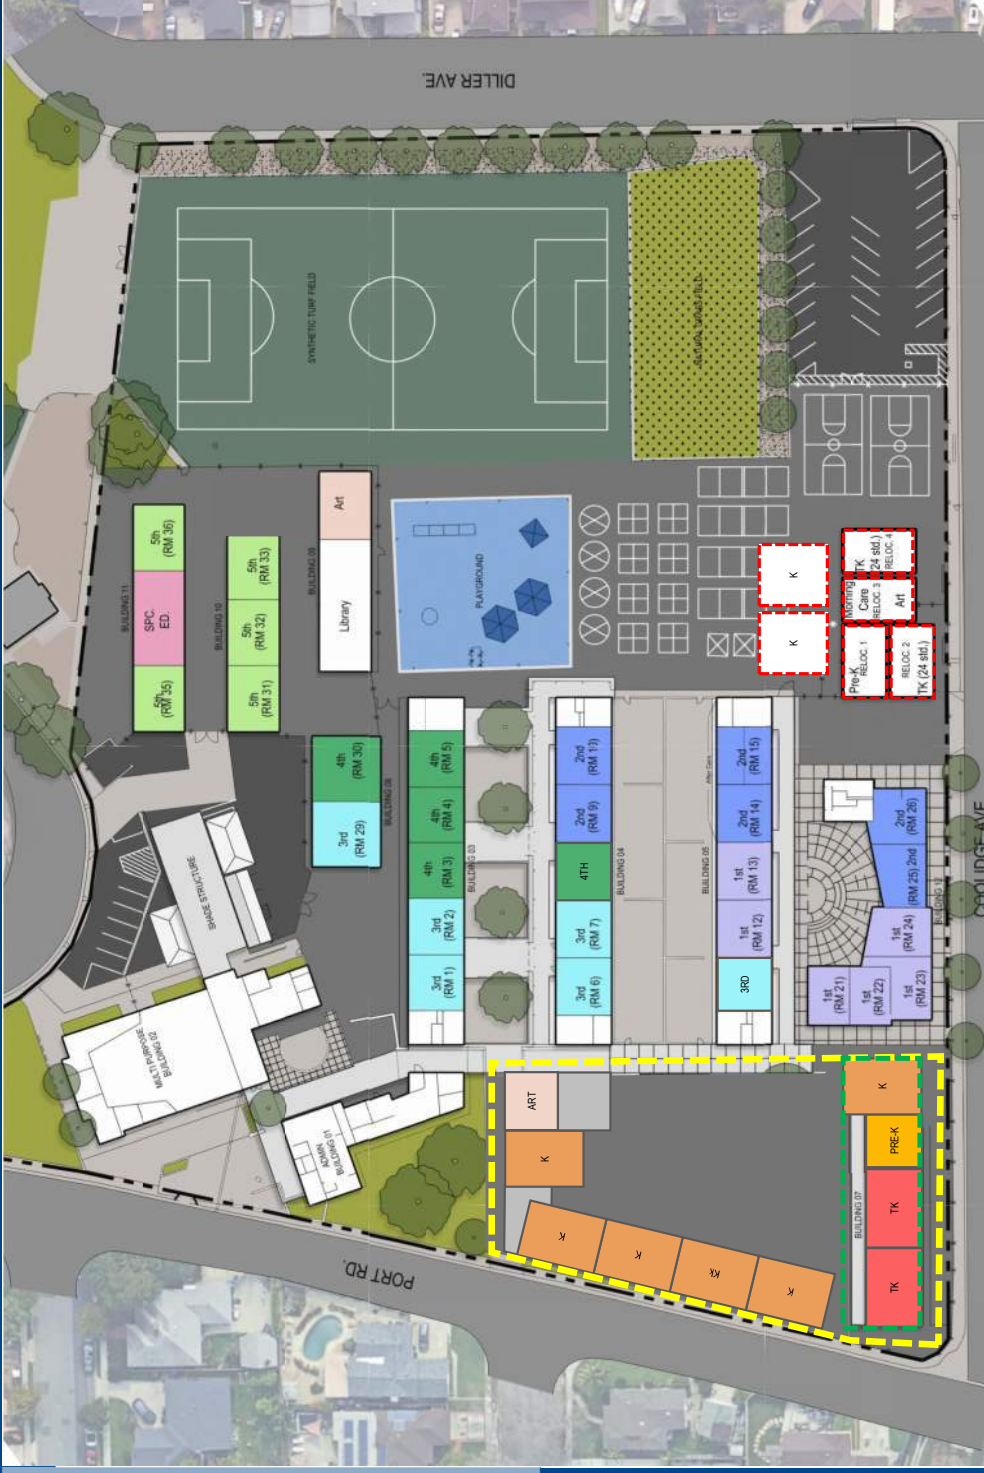 DILLER AVE.
SYNTHETIC TURF FIELD
BUILDING 11
5th
(RM 35)
SPC.
ED.
5th
(RM 36)
BUILDING 10
5th
(RM 31)
5th
(RM 32)
5th
(RM 33)
BUILDING 09
Library
Art
PLAYGROUND
K
K
TK
(24 std.)
RELOC. 4
Morning
Care
RELOC. 3
Art
Pre-K
RELOC. 1
RELOC. 2
TK (24 std.)
3rd
(RM 29)
4th
(RM 30)
BUILDING 08
3rd
(RM 1)
3rd
(RM 2)
4th
(RM 3)
4th
(RM 4)
4th
(RM 5)
BUILDING 03
3rd
(RM 6)
3rd
(RM 7)
4TH
2nd
(RM 9)
2nd
(RM 10)
BUILDING 04
BUILDING 05
After Care
3RD
1st
(RM 12)
1st
(RM 13)
2nd
(RM 14)
2nd
(RM 15)
1st
(RM 21)
1st
(RM 22)
1st
(RM 23)
1st
(RM 24)
2nd
(RM 25)
2nd
(RM 26)
BUILDING 12
COOLIDGE AVE
SHADE STRUCTURE
MULTI PURPOSE
BUILDING 02
ADMIN
BUILDING 01
ART
K
K
K
Kk
K
BUILDING 07
K
PRE-K
TK
TK
PORT RD.